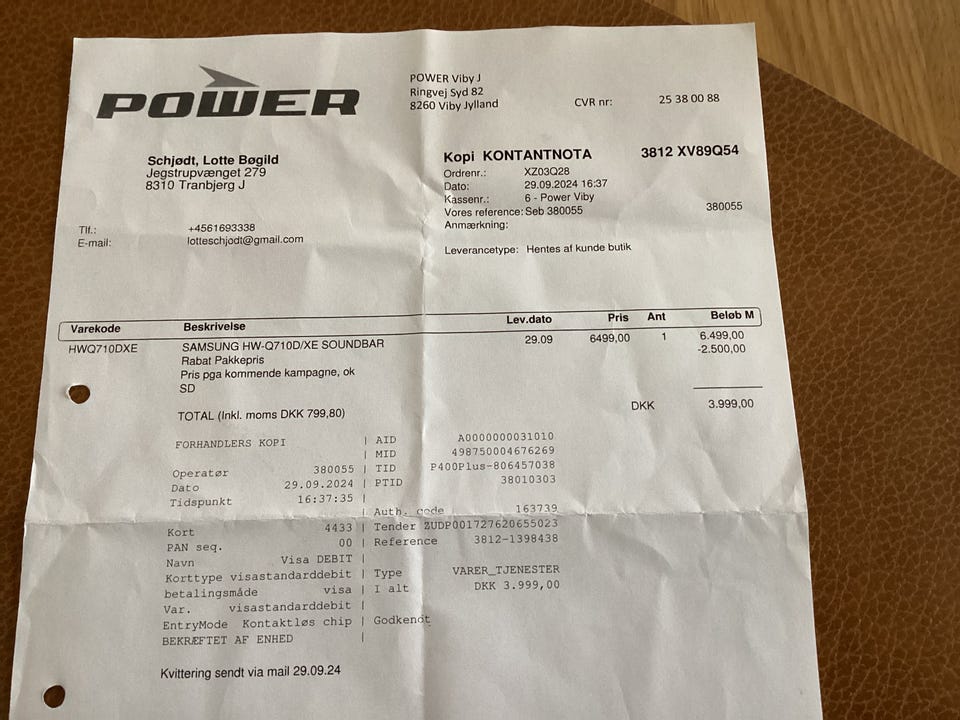 POWER
POWER Viby J
Ringvej Syd 82
8260 Viby Jylland
CVR nr: 25 38 00 88
Schjødt, Lotte Bøgild
Jegstrupvænget 279
8310 Tranbjerg J
Kopi KONTANTNOTA 3812 XV89Q54
Ordrenr.: XZ03Q28
Dato: 29.09.2024 16:37
Kassenr.: 6 - Power Viby
Vores reference: Seb 380055 380055
Anmærkning:
Leverancetype: Hentes af kunde butik
Tlf.: +4561693338
E-mail: lotteschjodt@gmail.com
Varekode Beskrivelse Lev.dato Pris Ant Beløb M
HWQ710DXE SAMSUNG HW-Q710D/XE SOUNDBAR 29.09 6499,00 1 6.499,00
Rabat Pakkepris -2.500,00
Pris pga kommende kampagne, ok
SD
TOTAL (Inkl. moms DKK 799,80) DKK 3.999,00
FORHANDLERS KOPI | AID A0000000031010
| MID 498750004676269
Operatør 380055 | TID P400Plus-806457038
Dato 29.09.2024 | PTID 38010303
Tidspunkt 16:37:35 |
| Auth. code 163739
Kort 4433 | Tender ZUDP001727620655023
PAN seq. 00 | Reference 3812-1398438
Navn Visa DEBIT |
Korttype visastandarddebit | Type VARER_TJENESTER
betalingsmåde visa | I alt DKK 3.999,00
Var. visastandarddebit |
EntryMode Kontaktløs chip | Godkendt
BEKRÆFTET AF ENHED |
Kvittering sendt via mail 29.09.24